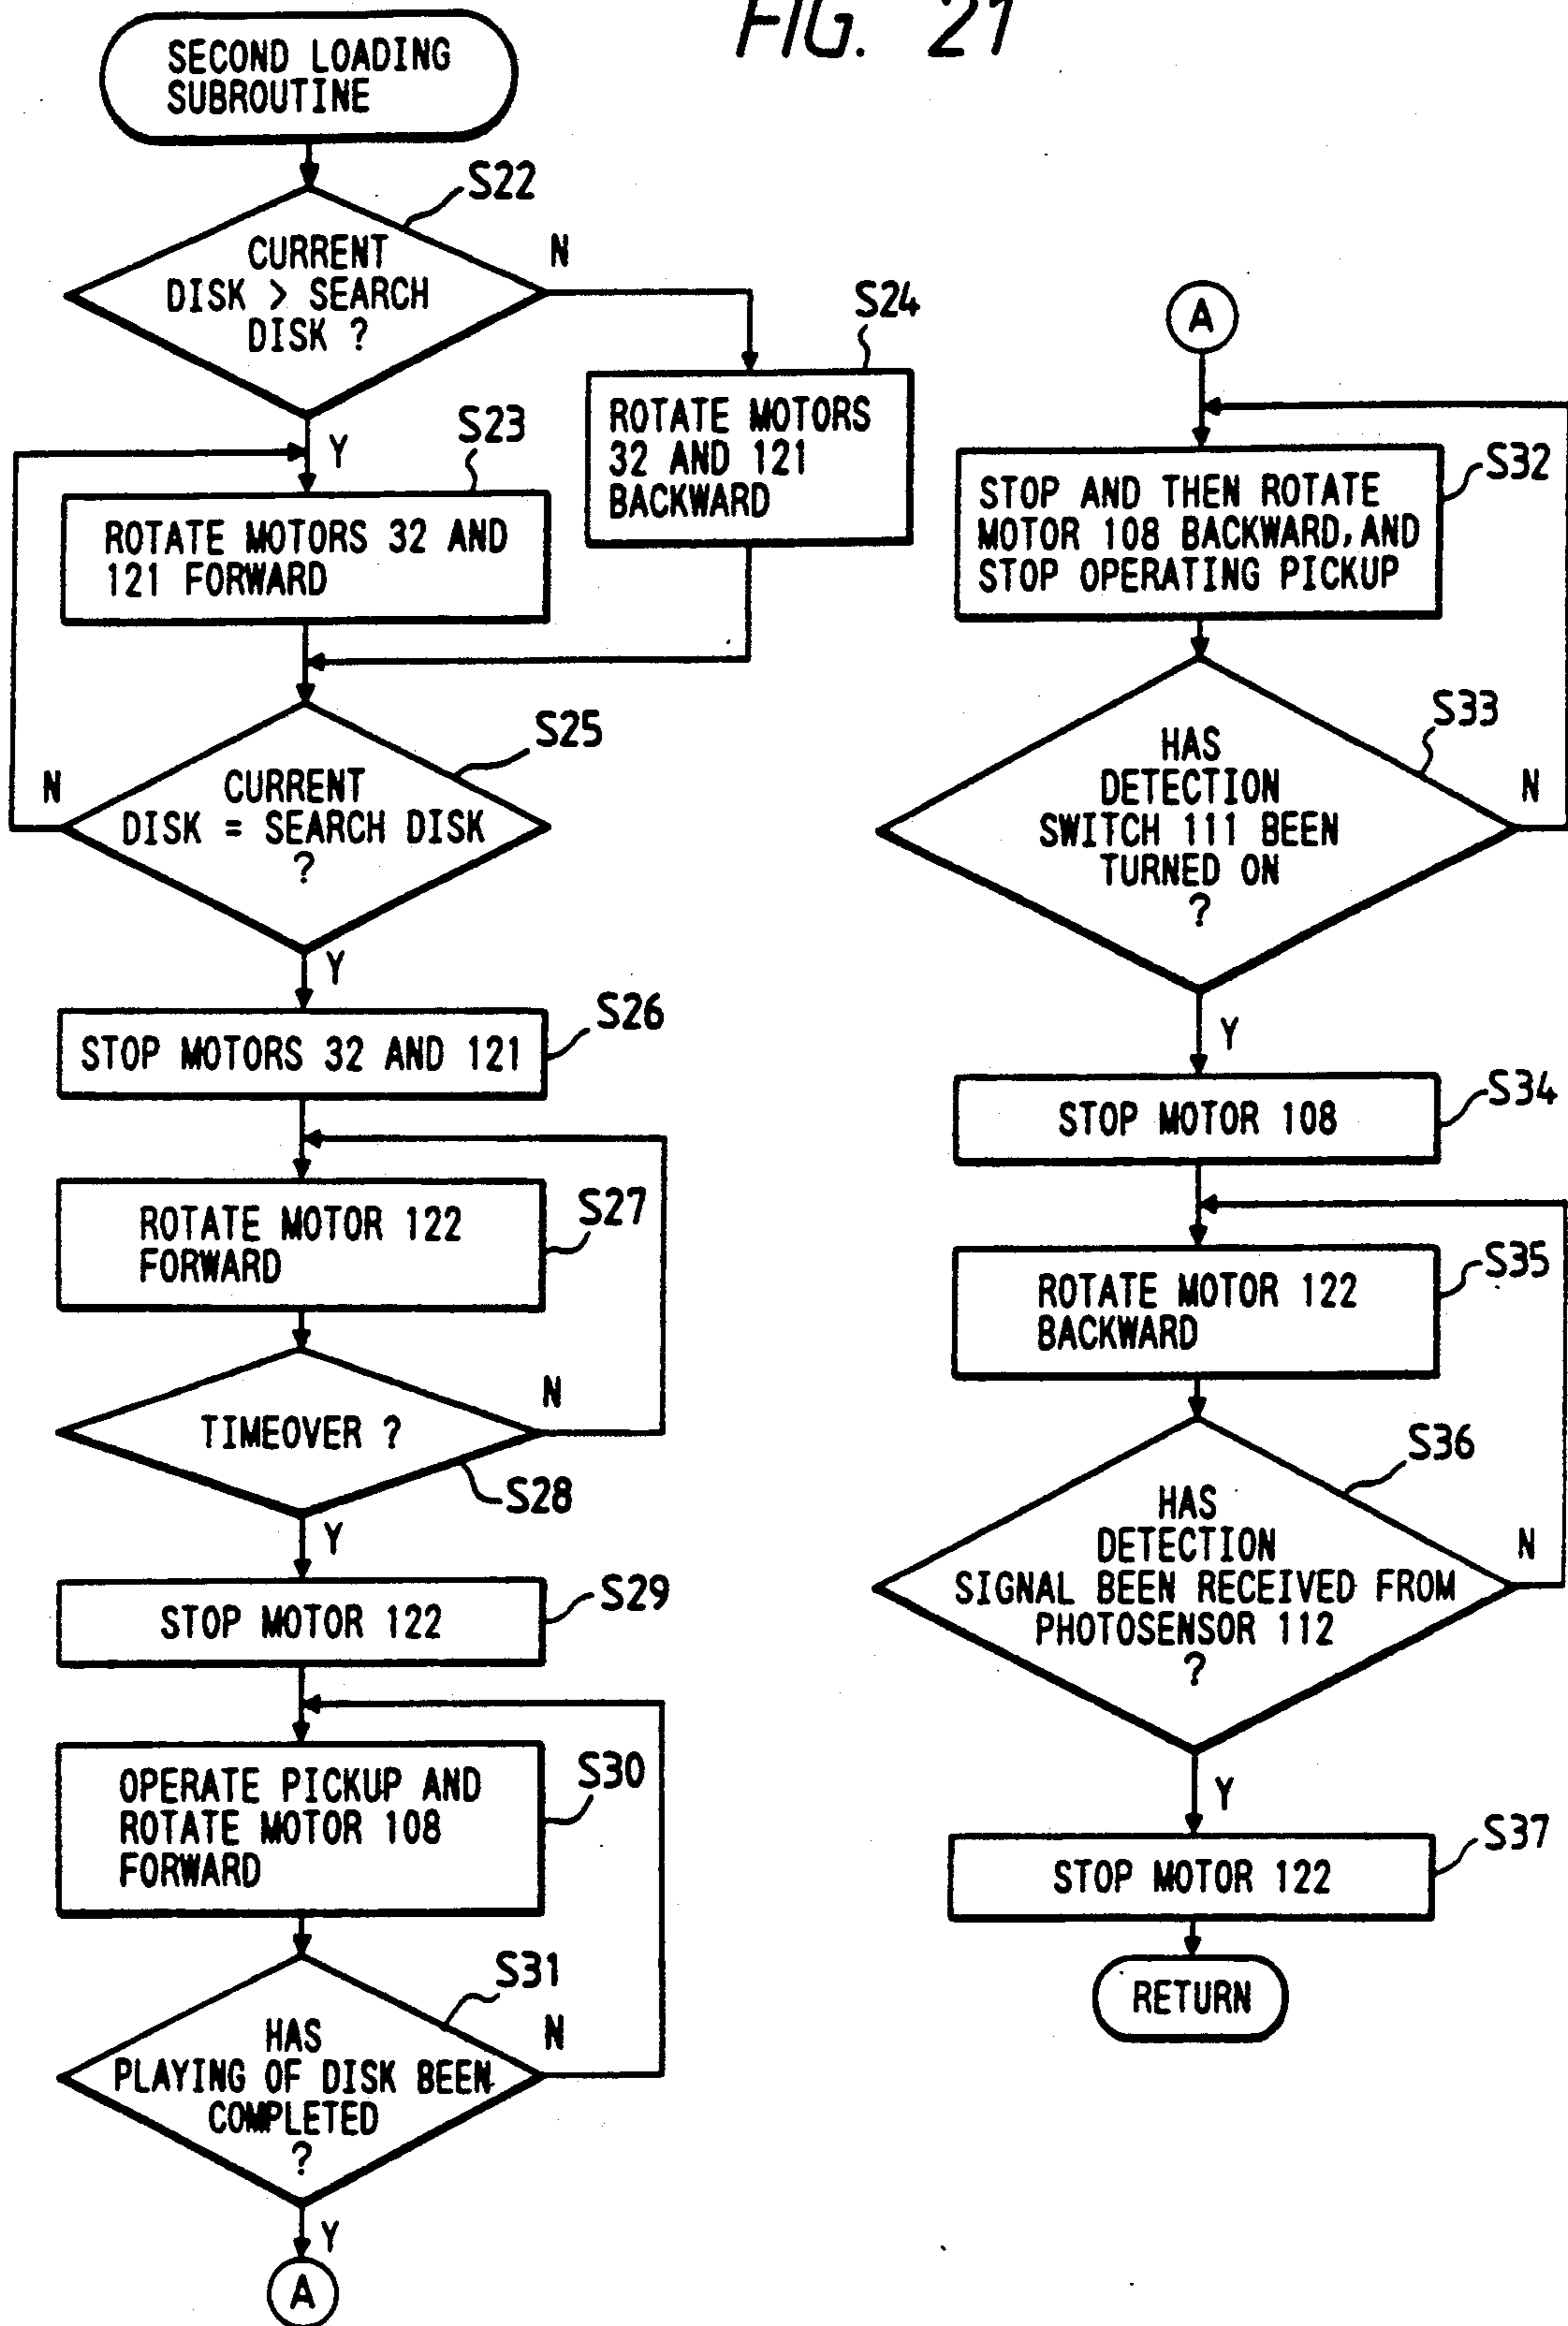 FIG. 21
SECOND LOADING
SUBROUTINE
S22
CURRENT
DISK > SEARCH
DISK ?
N
Y
S23
ROTATE MOTORS 32 AND
121 FORWARD
S24
ROTATE MOTORS
32 AND 121
BACKWARD
S25
CURRENT
DISK = SEARCH DISK
?
N
Y
S26
STOP MOTORS 32 AND 121
S27
ROTATE MOTOR 122
FORWARD
TIMEOVER ?
N
S28
Y
S29
STOP MOTOR 122
S30
OPERATE PICKUP AND
ROTATE MOTOR 108
FORWARD
S31
HAS
PLAYING OF DISK BEEN
COMPLETED
?
N
Y
A
A
S32
STOP AND THEN ROTATE
MOTOR 108 BACKWARD, AND
STOP OPERATING PICKUP
S33
HAS
DETECTION
SWITCH 111 BEEN
TURNED ON
?
N
Y
S34
STOP MOTOR 108
S35
ROTATE MOTOR 122
BACKWARD
S36
HAS
DETECTION
SIGNAL BEEN RECEIVED FROM
PHOTOSENSOR 112
?
N
Y
S37
STOP MOTOR 122
RETURN